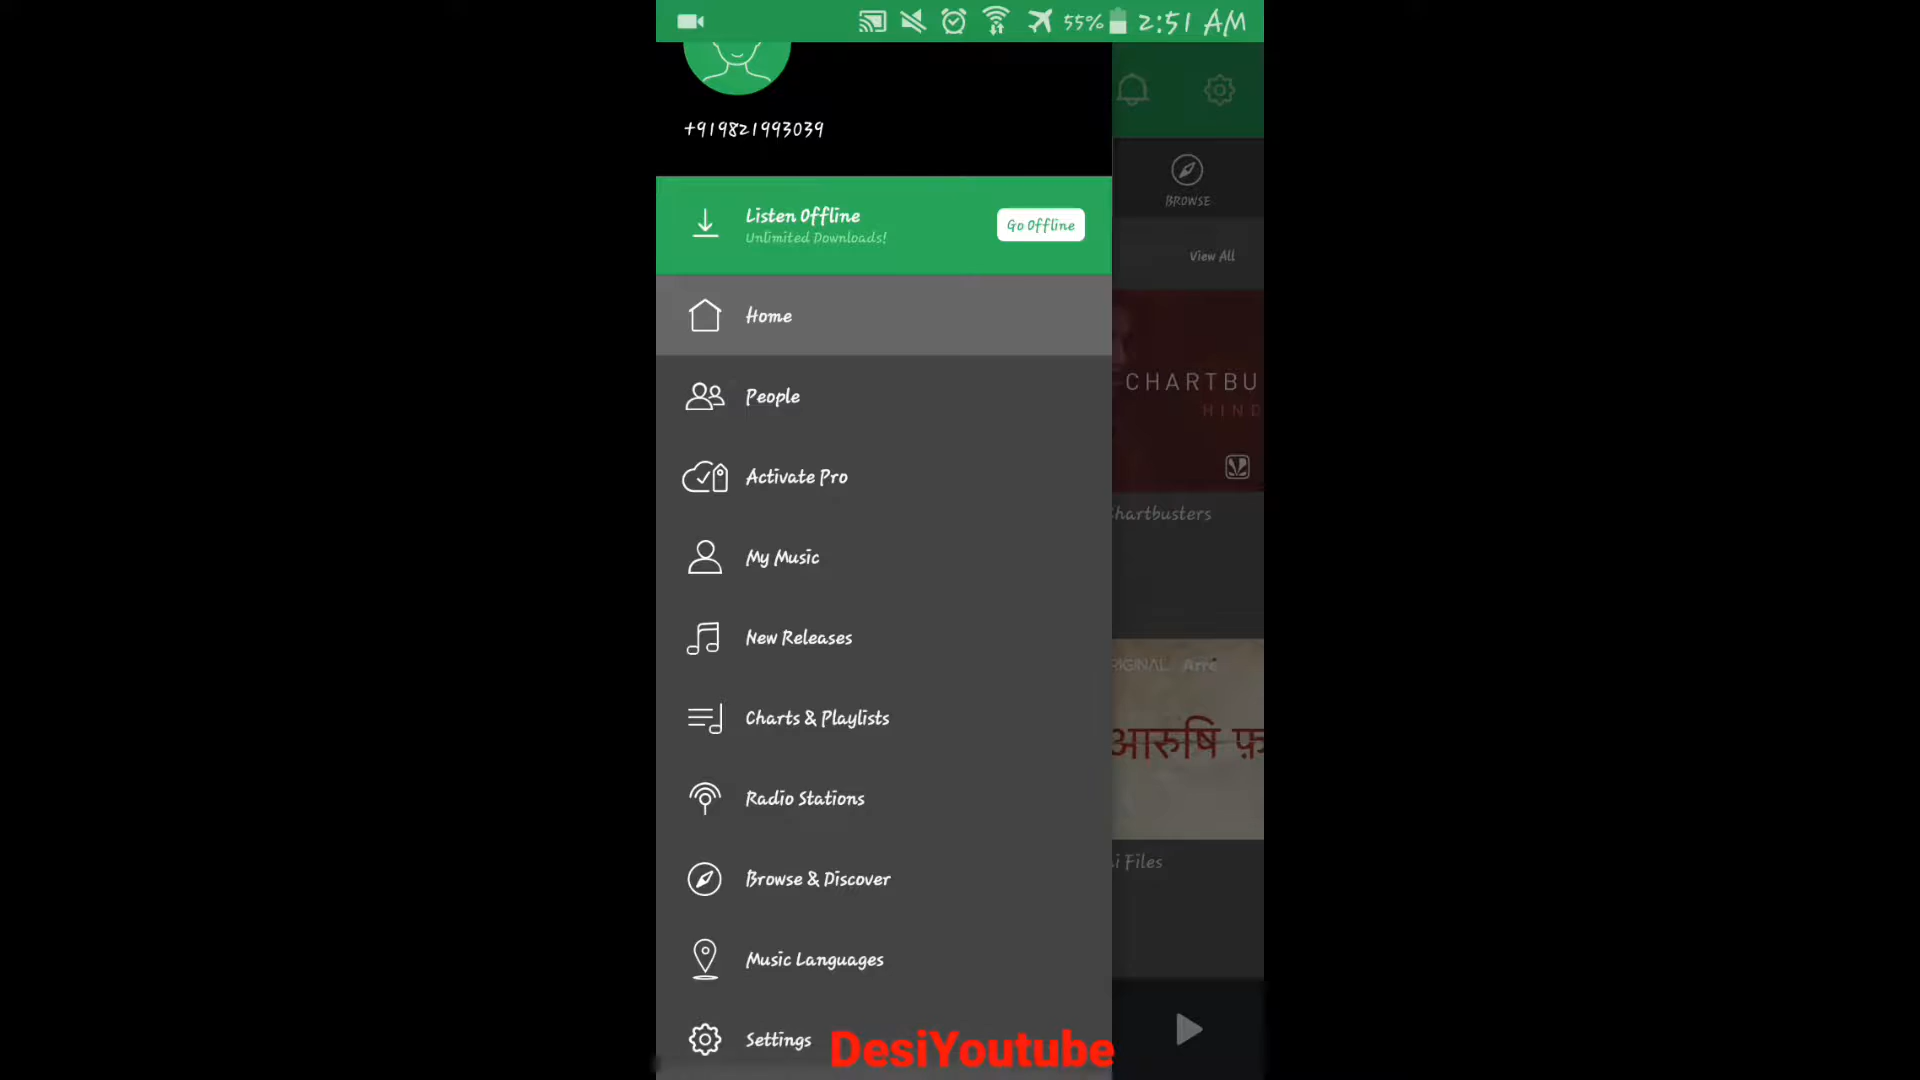 55% 2:51 AM
+919821993039
Listen Offline
Unlimited Downloads!
Go Offline
Home
People
Activate Pro
My Music
New Releases
Charts & Playlists
Radio Stations
Browse & Discover
Music Languages
Settings
BROWSE
View All
CHARTBU
HIND
Chartbusters
RIGINAL Arré
आरुषि फ़
i Files
DesiYoutube